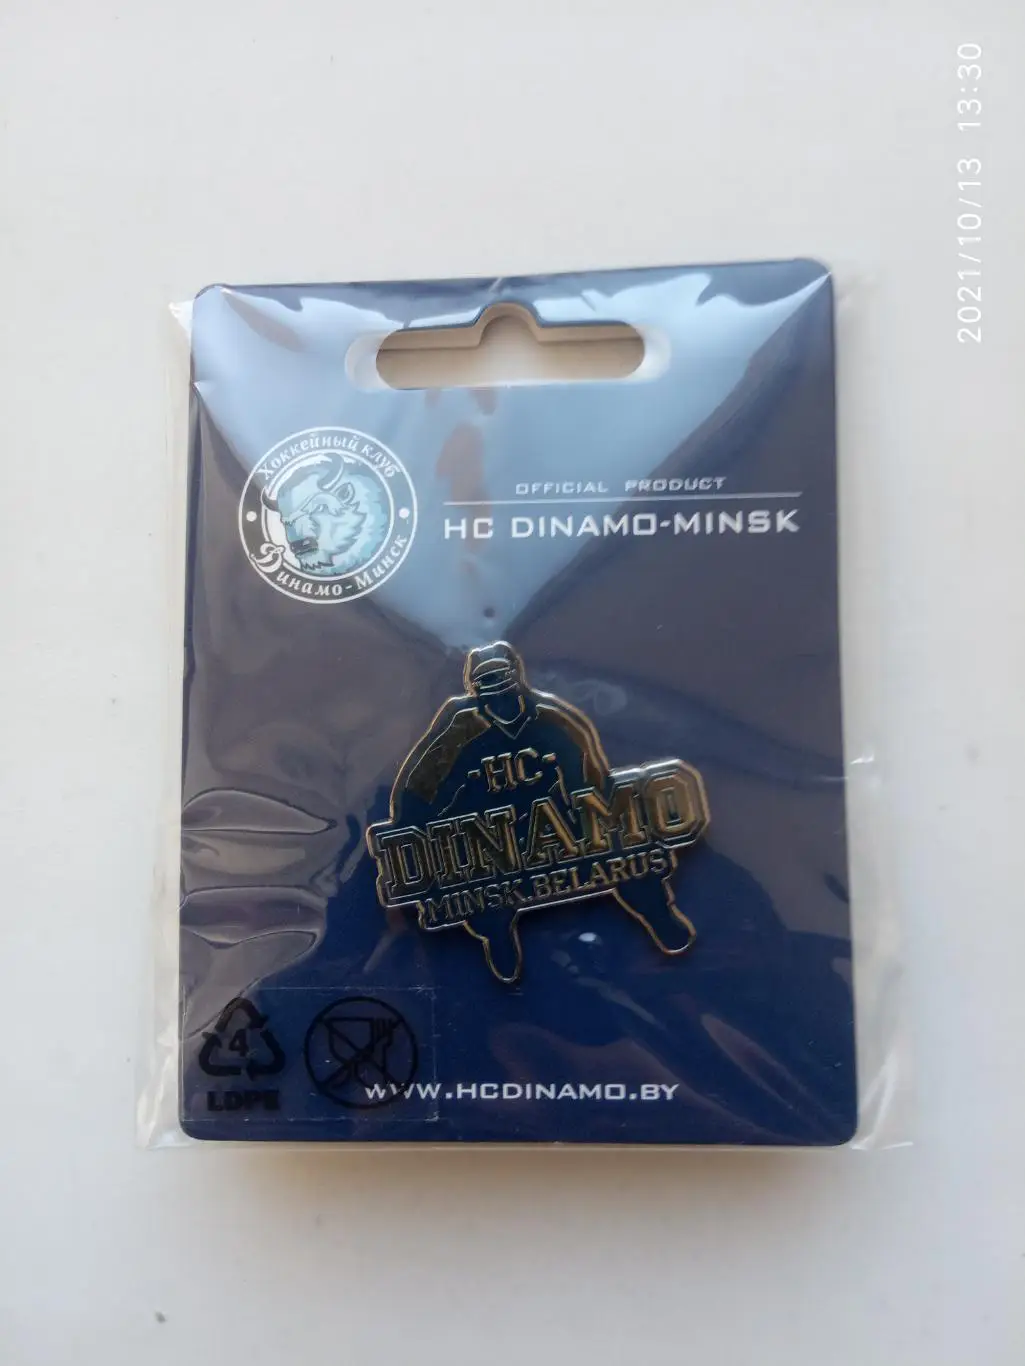 2021/10/13 13:30
Хоккейный клуб
Динамо-Минск
OFFICIAL PRODUCT
HC DINAMO-MINSK
-HC-
DINAMO
MINSK.BELARUS
4
LDPE
WWW.HCDINAMO.BY